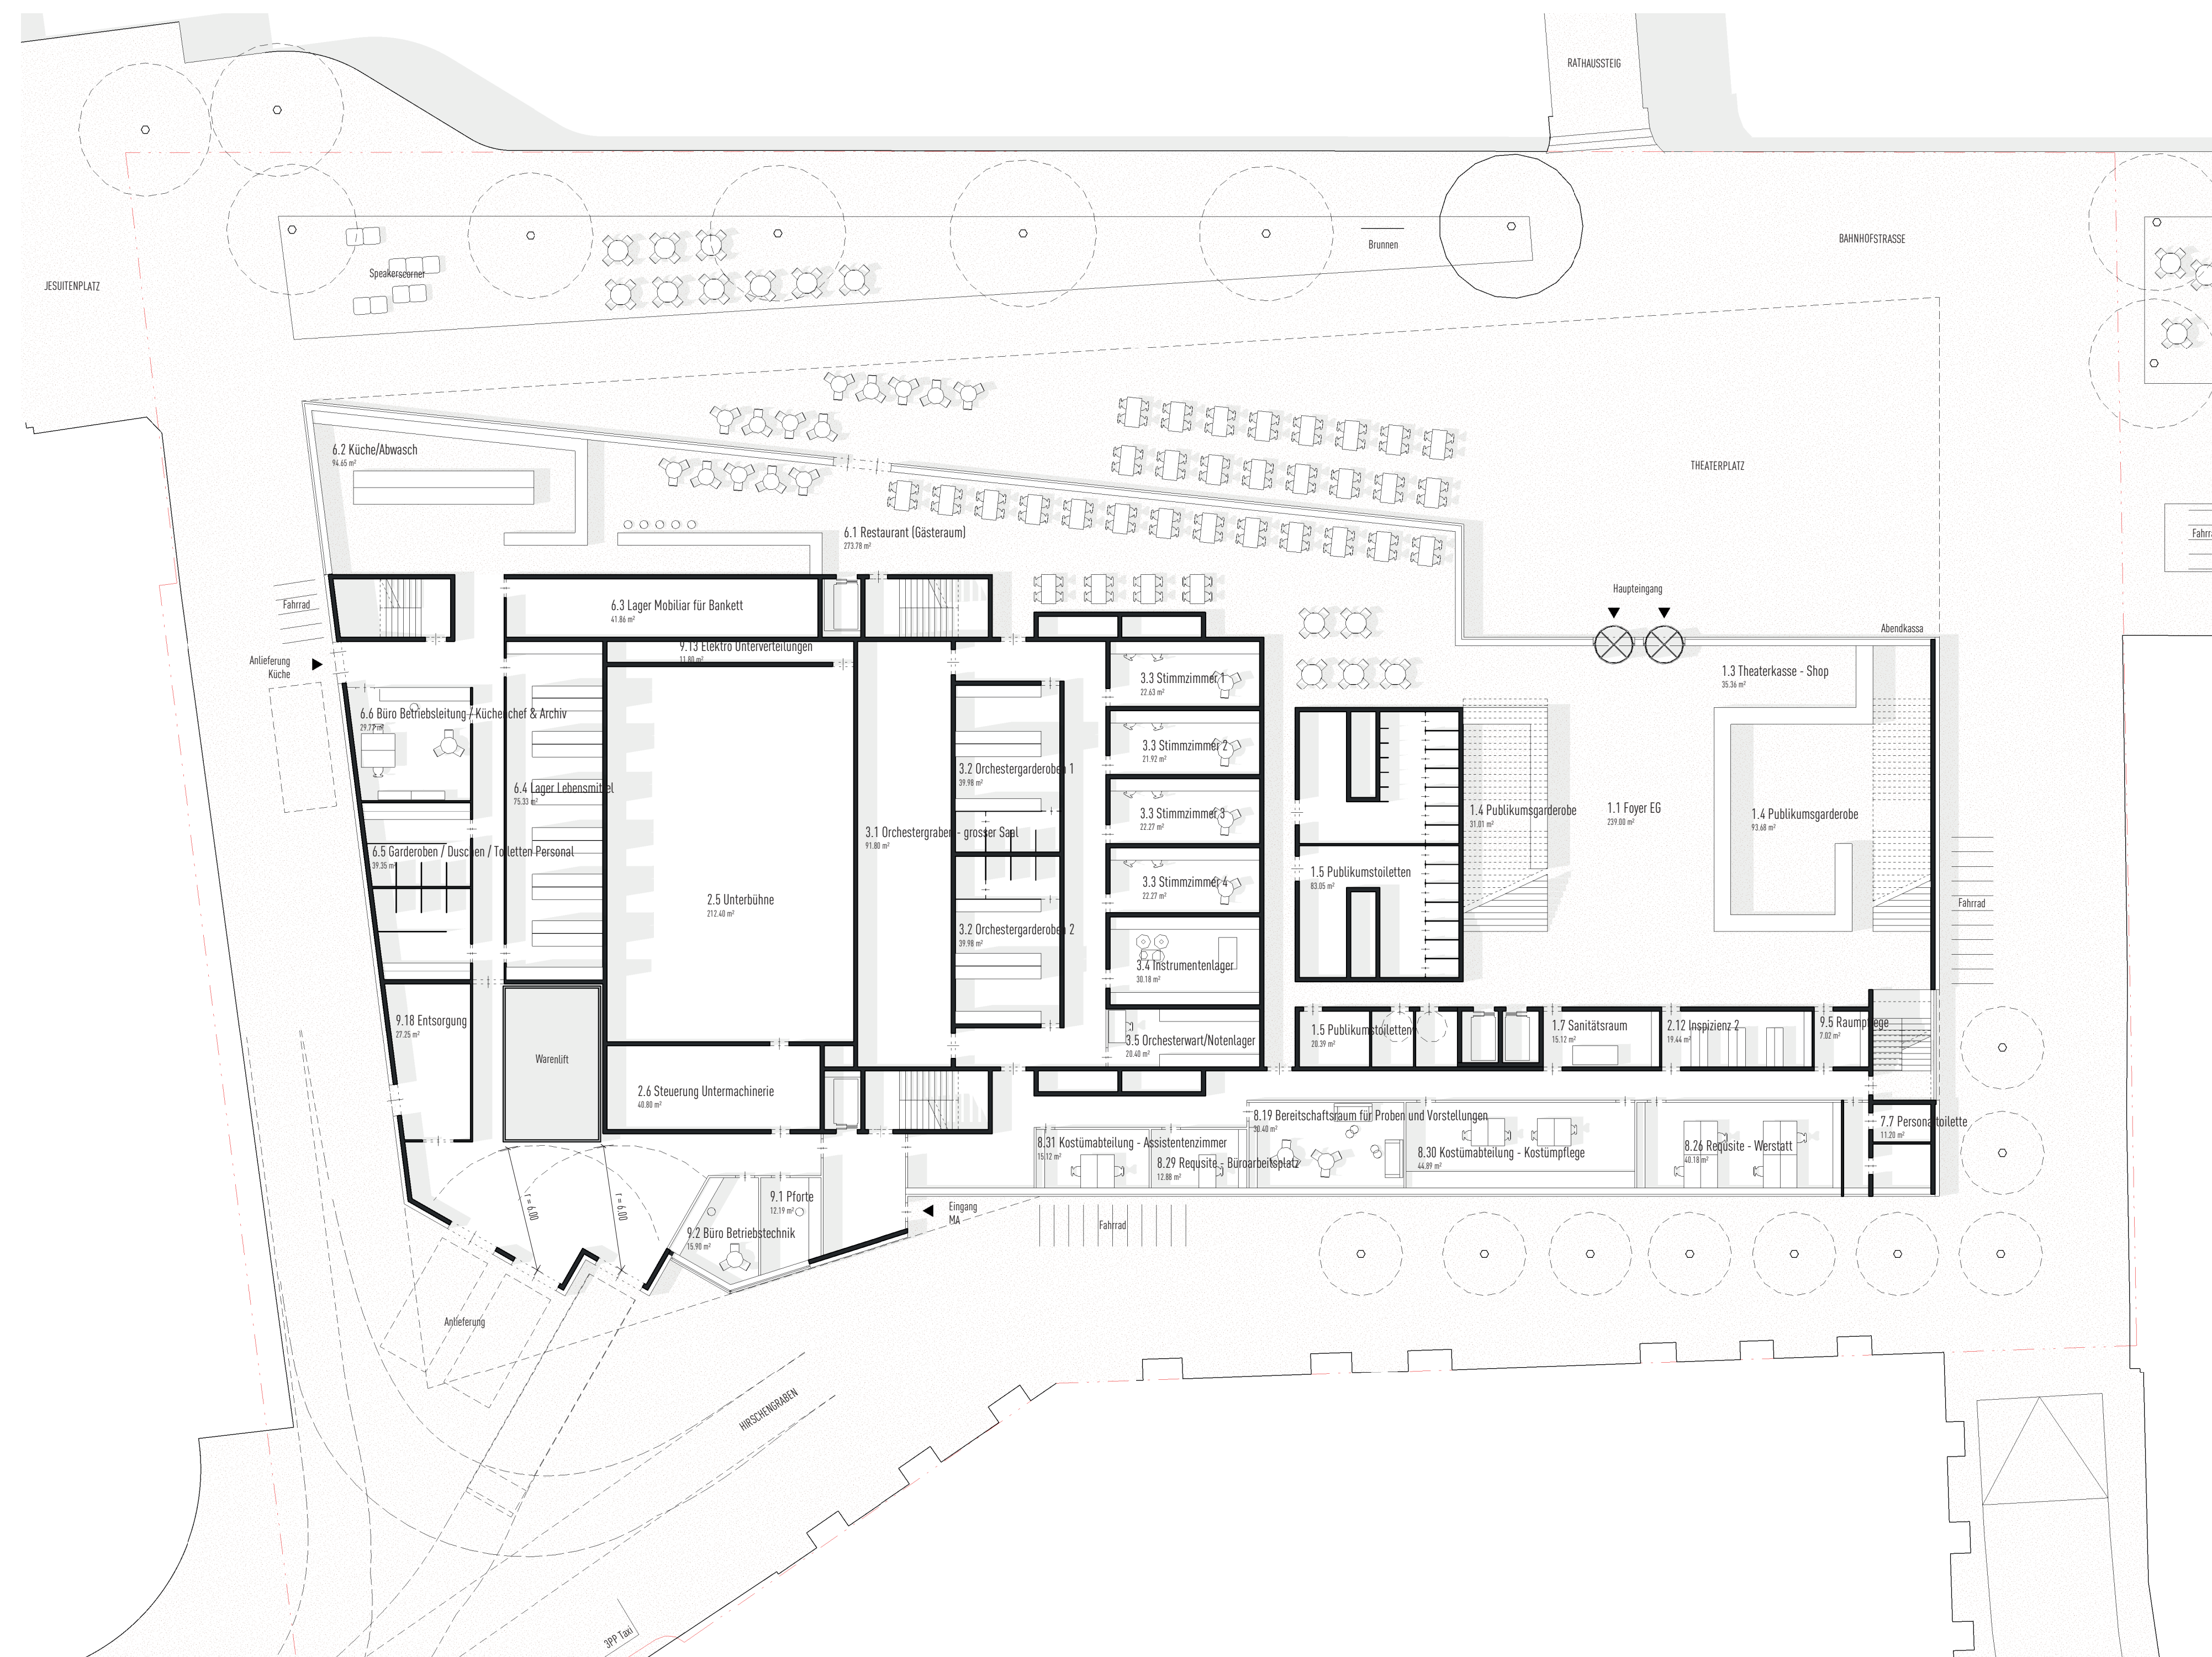 RATHAUSSTEIG
BAHNHOFSTRASSE
Brunnen
Speakerscorner
JESUITENPLATZ
6.2 Küche/Abwasch
94.65 m²
THEATERPLATZ
6.1 Restaurant (Gästeraum)
273.78 m²
Haupteingang
Fahrrad
6.3 Lager Mobiliar für Bankett
41.86 m²
Abendkassa
9.13 Elektro Unterverteilungen
11.80 m²
Anlieferung
Küche
1.3 Theaterkasse - Shop
35.36 m²
3.3 Stimmzimmer 1
22.63 m²
6.6 Büro Betriebsleitung / Küchenchef & Archiv
29.77 m²
3.3 Stimmzimmer 2
21.92 m²
3.2 Orchestergarderoben 1
39.98 m²
6.4 Lager Lebensmittel
75.33 m²
3.3 Stimmzimmer 3
22.27 m²
1.4 Publikumsgarderobe
31.01 m²
1.1 Foyer EG
239.00 m²
1.4 Publikumsgarderobe
93.68 m²
3.1 Orchestergraben - grosser Saal
91.80 m²
6.5 Garderoben / Duschen / Toiletten Personal
39.35 m²
1.5 Publikumstoiletten
83.05 m²
3.3 Stimmzimmer 4
22.27 m²
2.5 Unterbühne
212.40 m²
Fahrrad
3.2 Orchestergarderoben 2
39.98 m²
3.4 Instrumentenlager
30.18 m²
9.18 Entsorgung
27.25 m²
1.5 Publikumstoiletten
20.39 m²
1.7 Sanitätsraum
15.12 m²
2.12 Inspizienz 2
19.44 m²
9.5 Raumpflege
7.02 m²
3.5 Orchesterwart/Notenlager
20.40 m²
Warenlift
2.6 Steuerung Untermachinerie
40.80 m²
8.19 Bereitschaftsraum für Proben und Vorstellungen
30.40 m²
7.7 Personaltoilette
11.20 m²
8.31 Kostümabteilung - Assistentenzimmer
15.12 m²
8.29 Requsite - Büroarbeitsplatz
12.88 m²
8.30 Kostümabteilung - Kostümpflege
44.89 m²
8.26 Requsite - Werstatt
40.18 m²
9.1 Pforte
12.19 m²
r = 6.00
r = 6.00
Eingang
MA
Fahrrad
9.2 Büro Betriebstechnik
15.90 m²
Anlieferung
HIRSCHENGRABEN
3PP Taxi